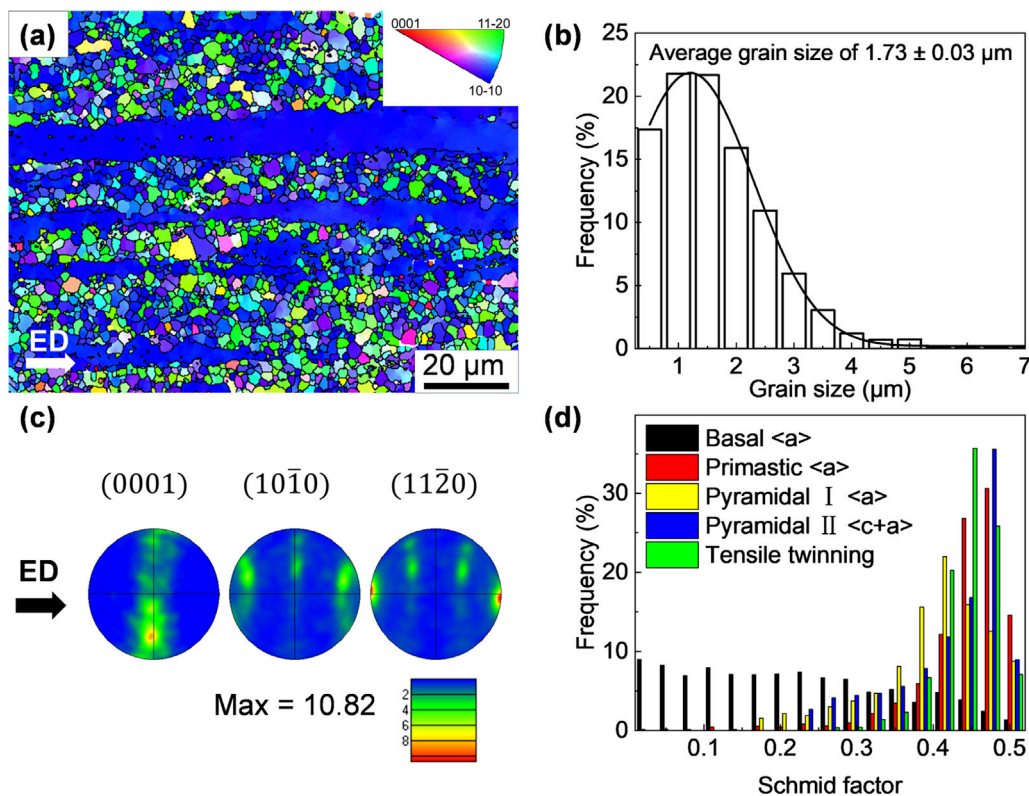 (a)
0001 11-20
10-10
ED
20 µm
(b)
Average grain size of 1.73 ± 0.03 µm
Frequency (%)
25
20
15
10
5
0
1 2 3 4 5 6 7
Grain size (µm)
(c)
(0001) (101̅0) (112̅0)
ED
Max = 10.82
2
4
6
8
(d)
Basal <a>
Primastic <a>
Pyramidal Ⅰ <a>
Pyramidal Ⅱ <c+a>
Tensile twinning
Frequency (%)
30
20
10
0
0.1 0.2 0.3 0.4 0.5
Schmid factor